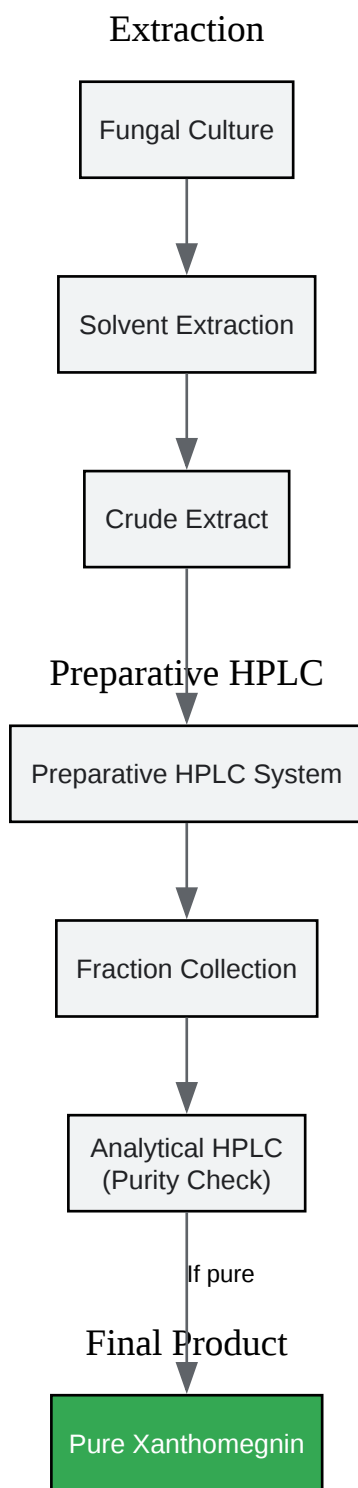 Extraction
Fungal Culture
Solvent Extraction
Crude Extract
Preparative HPLC
Preparative HPLC System
Fraction Collection
Analytical HPLC
(Purity Check)
If pure
Final Product
Pure Xanthomegnin